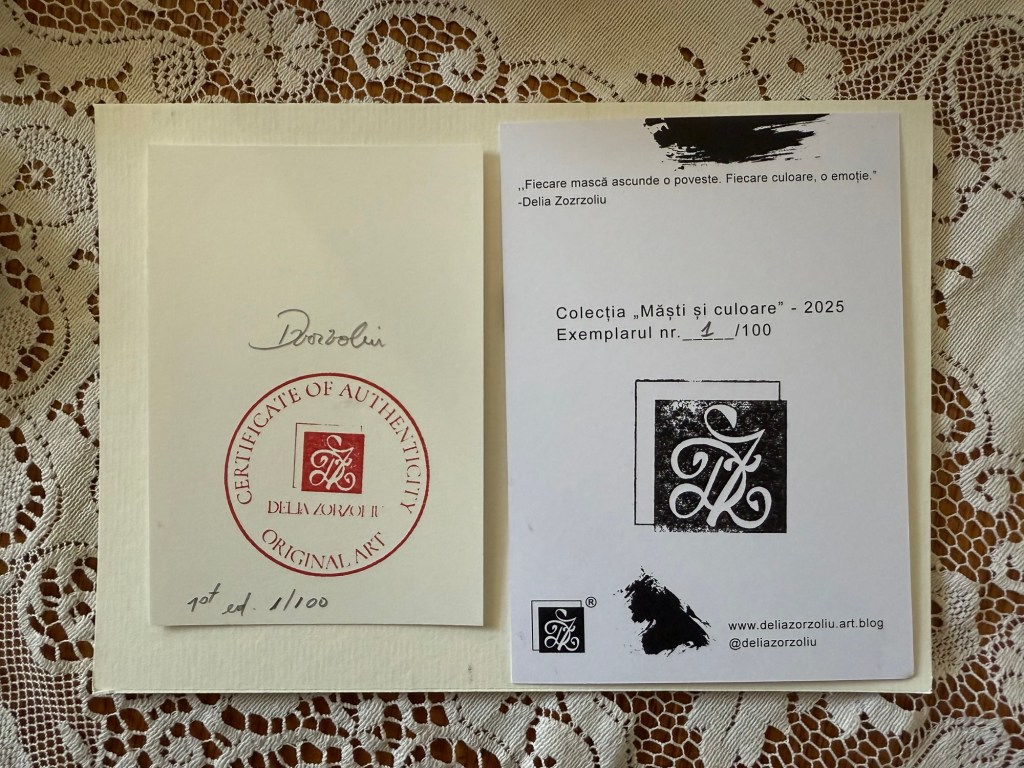 Dzorzoliu
CERTIFICATE OF AUTHENTICITY
DELIA ZORZOLIU
ORIGINAL ART
1st ed. 1/100
,,Fiecare mască ascunde o poveste. Fiecare culoare, o emoție.”
-Delia Zozrzoliu
Colecția „Măști și culoare” - 2025
Exemplarul nr.__1__/100
®
www.deliazorzoliu.art.blog
@deliazorzoliu